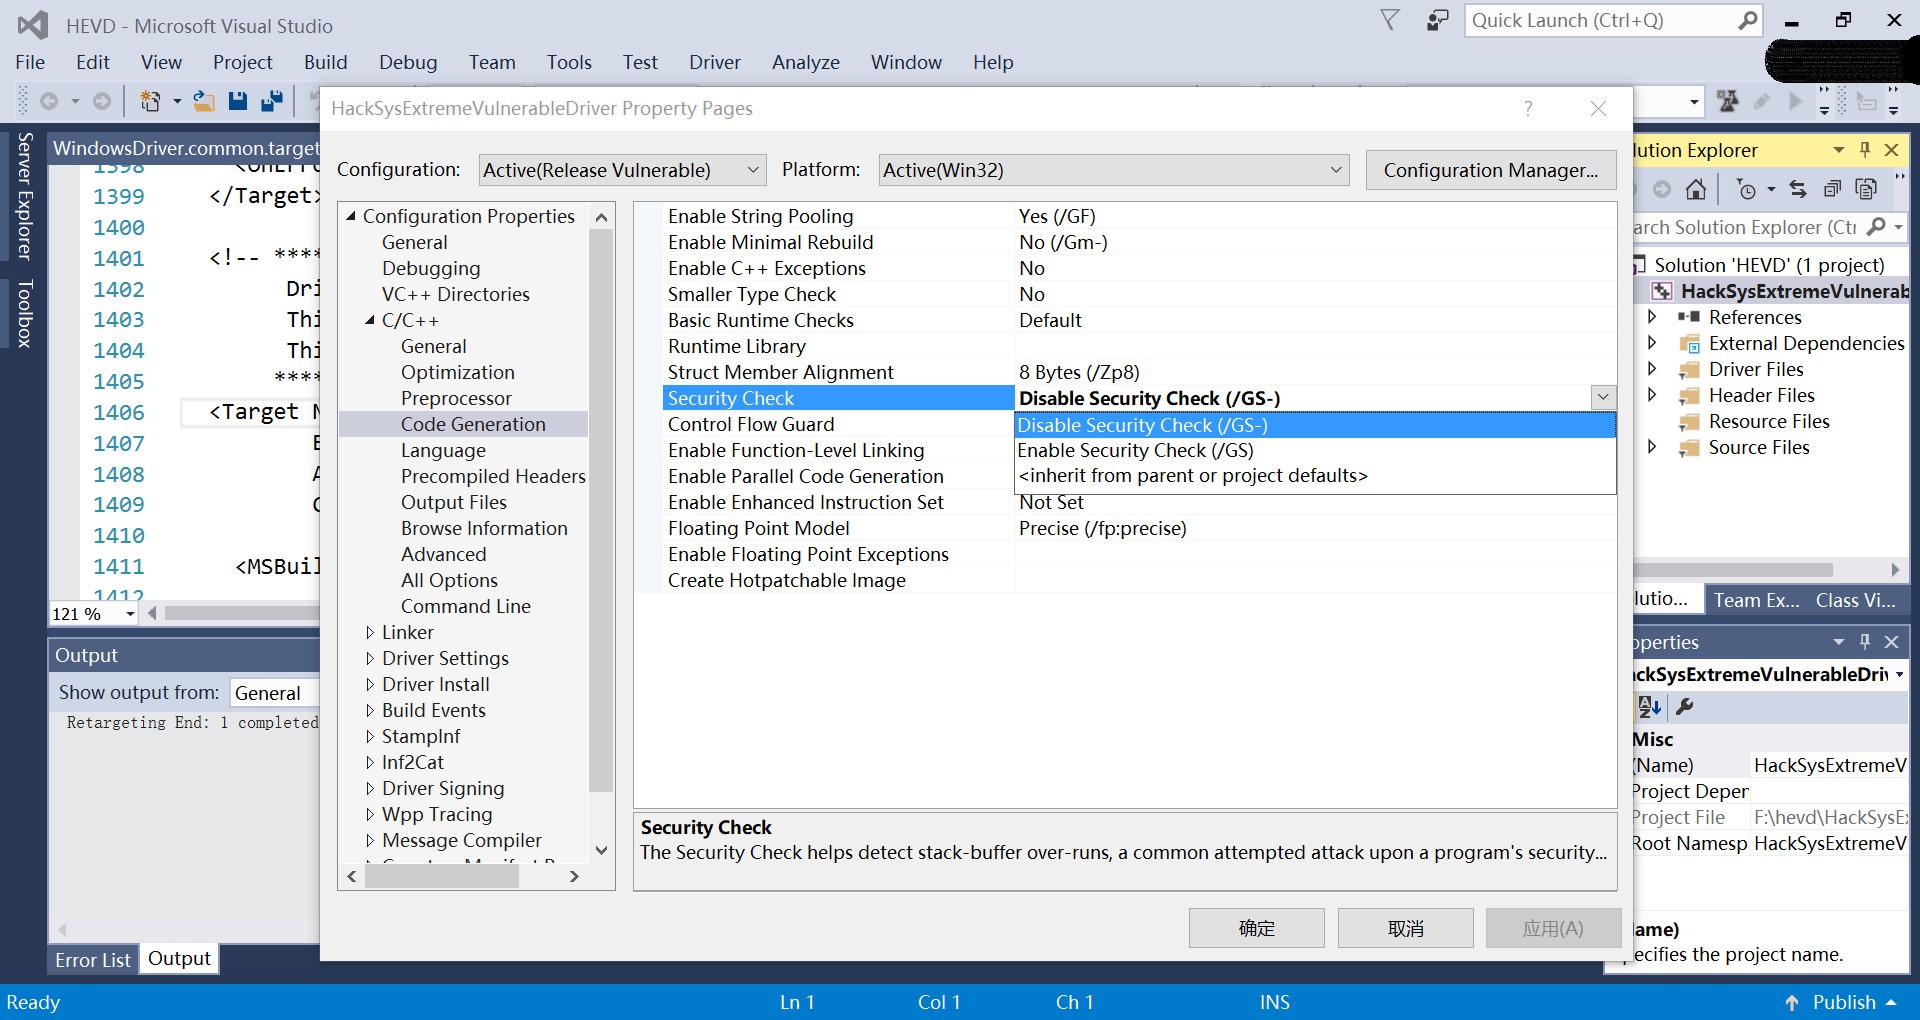 HEVD - Microsoft Visual Studio
Quick Launch (Ctrl+Q)
File Edit View Project Build Debug Team Tools Test Driver Analyze Window Help
HackSysExtremeVulnerableDriver Property Pages
Server Explorer
Toolbox
WindowsDriver.common.target
1398
1399 </Target>
1400
1401 <!-- ****
1402 Dri
1403 Thi
1404 Thi
1405 ****
1406 <Target N
1407
1408 A
1409
1410
1411 <MSBuil
1412
121 %
Output
Show output from: General
Retargeting End: 1 completed
Error List Output
Configuration: Active(Release Vulnerable) Platform: Active(Win32) Configuration Manager...
Configuration Properties
General
Debugging
VC++ Directories
C/C++
General
Optimization
Preprocessor
Code Generation
Language
Precompiled Headers
Output Files
Browse Information
Advanced
All Options
Command Line
Linker
Driver Settings
Driver Install
Build Events
StampInf
Inf2Cat
Driver Signing
Wpp Tracing
Message Compiler
Enable String Pooling Yes (/GF)
Enable Minimal Rebuild No (/Gm-)
Enable C++ Exceptions No
Smaller Type Check No
Basic Runtime Checks Default
Runtime Library
Struct Member Alignment 8 Bytes (/Zp8)
Security Check Disable Security Check (/GS-)
Control Flow Guard Disable Security Check (/GS-)
Enable Function-Level Linking Enable Security Check (/GS)
Enable Parallel Code Generation <inherit from parent or project defaults>
Enable Enhanced Instruction Set Not Set
Floating Point Model Precise (/fp:precise)
Enable Floating Point Exceptions
Create Hotpatchable Image
Security Check
The Security Check helps detect stack-buffer over-runs, a common attempted attack upon a program's security...
确定 取消 应用(A)
lution Explorer
arch Solution Explorer (Ctr
Solution 'HEVD' (1 project)
HackSysExtremeVulnerab
References
External Dependencies
Driver Files
Header Files
Resource Files
Source Files
lutio... Team Ex... Class Vi...
operties
ckSysExtremeVulnerableDriv
Misc
(Name) HackSysExtremeV
Project Deper
Project File F:\hevd\HackSysE
Root Namesp HackSysExtremeV
ame)
ecifies the project name.
Ready Ln 1 Col 1 Ch 1 INS Publish